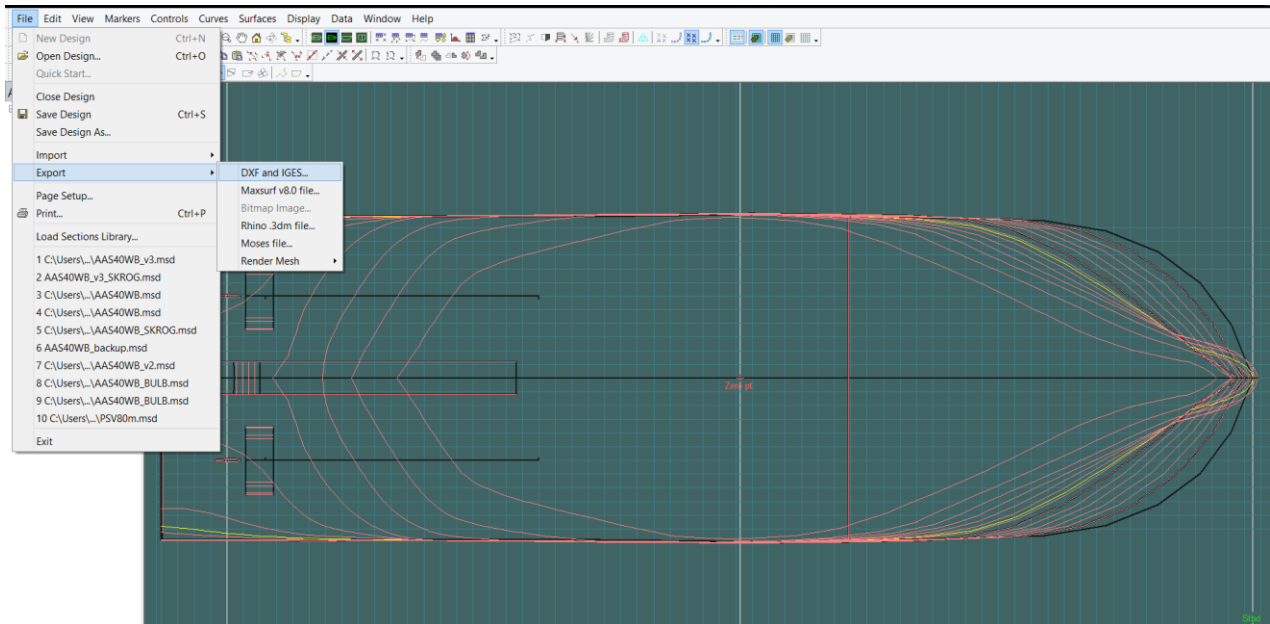 File Edit View Markers Controls Curves Surfaces Display Data Window Help
New Design Ctrl+N
Open Design... Ctrl+O
Quick Start...
Close Design
Save Design Ctrl+S
Save Design As...
Import
Export
Page Setup...
Print... Ctrl+P
Load Sections Library...
1 C:\Users\...\AAS40WB_v3.msd
2 AAS40WB_v3_SKROG.msd
3 C:\Users\...\AAS40WB.msd
4 C:\Users\...\AAS40WB.msd
5 C:\Users\...\AAS40WB_SKROG.msd
6 AAS40WB_backup.msd
7 C:\Users\...\AAS40WB_v2.msd
8 C:\Users\...\AAS40WB_BULB.msd
9 C:\Users\...\AAS40WB_BULB.msd
10 C:\Users\...\PSV80m.msd
Exit
DXF and IGES...
Maxsurf v8.0 file...
Bitmap Image...
Rhino .3dm file...
Moses file...
Render Mesh
Zero pt
Stbd